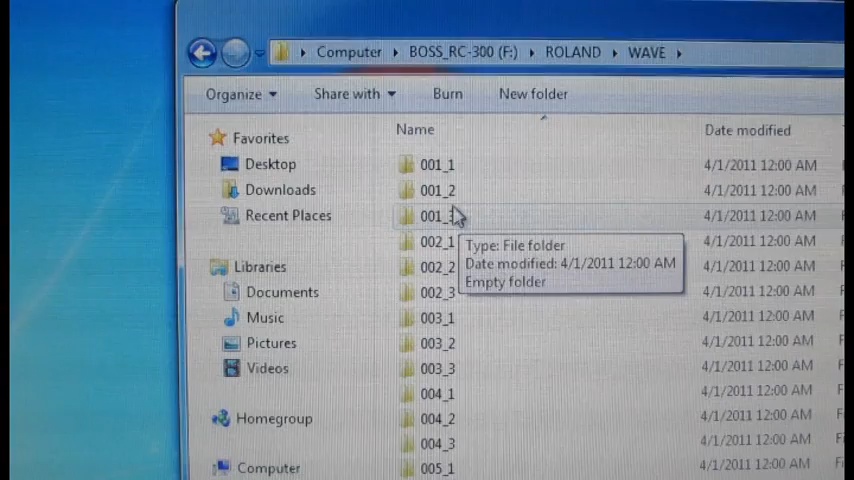 Computer BOSS_RC-300 (F:) ROLAND WAVE
Organize Share with Burn New folder
Name Date modified
Favorites
Desktop
Downloads
Recent Places
Libraries
Documents
Music
Pictures
Videos
Homegroup
Computer
001_1 4/1/2011 12:00 AM
001_2 4/1/2011 12:00 AM
001_3 4/1/2011 12:00 AM
002_1 4/1/2011 12:00 AM
002_2 4/1/2011 12:00 AM
002_3 4/1/2011 12:00 AM
003_1 4/1/2011 12:00 AM
003_2 4/1/2011 12:00 AM
003_3 4/1/2011 12:00 AM
004_1 4/1/2011 12:00 AM
004_2 4/1/2011 12:00 AM
004_3 4/1/2011 12:00 AM
005_1 4/1/2011 12:00 AM
Type: File folder
Date modified: 4/1/2011 12:00 AM
Empty folder